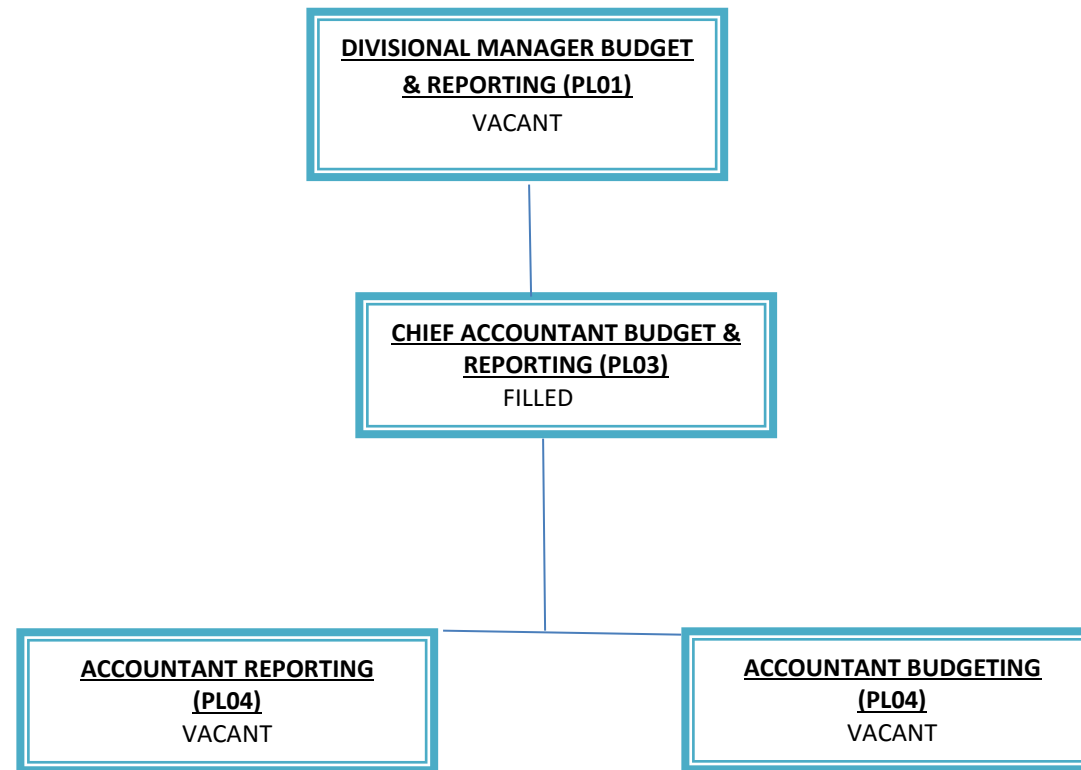 DIVISIONAL MANAGER BUDGET
& REPORTING (PL01)
VACANT
CHIEF ACCOUNTANT BUDGET &
REPORTING (PL03)
FILLED
ACCOUNTANT REPORTING
(PL04)
VACANT
ACCOUNTANT BUDGETING
(PL04)
VACANT